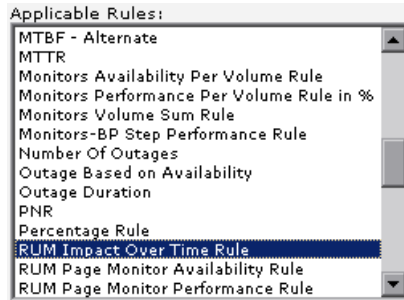 Applicable Rules:
MTBF - Alternate
MTTR
Monitors Availability Per Volume Rule
Monitors Performance Per Volume Rule in %
Monitors Volume Sum Rule
Monitors-BP Step Performance Rule
Number Of Outages
Outage Based on Availability
Outage Duration
PNR
Percentage Rule
RUM Impact Over Time Rule
RUM Page Monitor Availability Rule
RUM Page Monitor Performance Rule